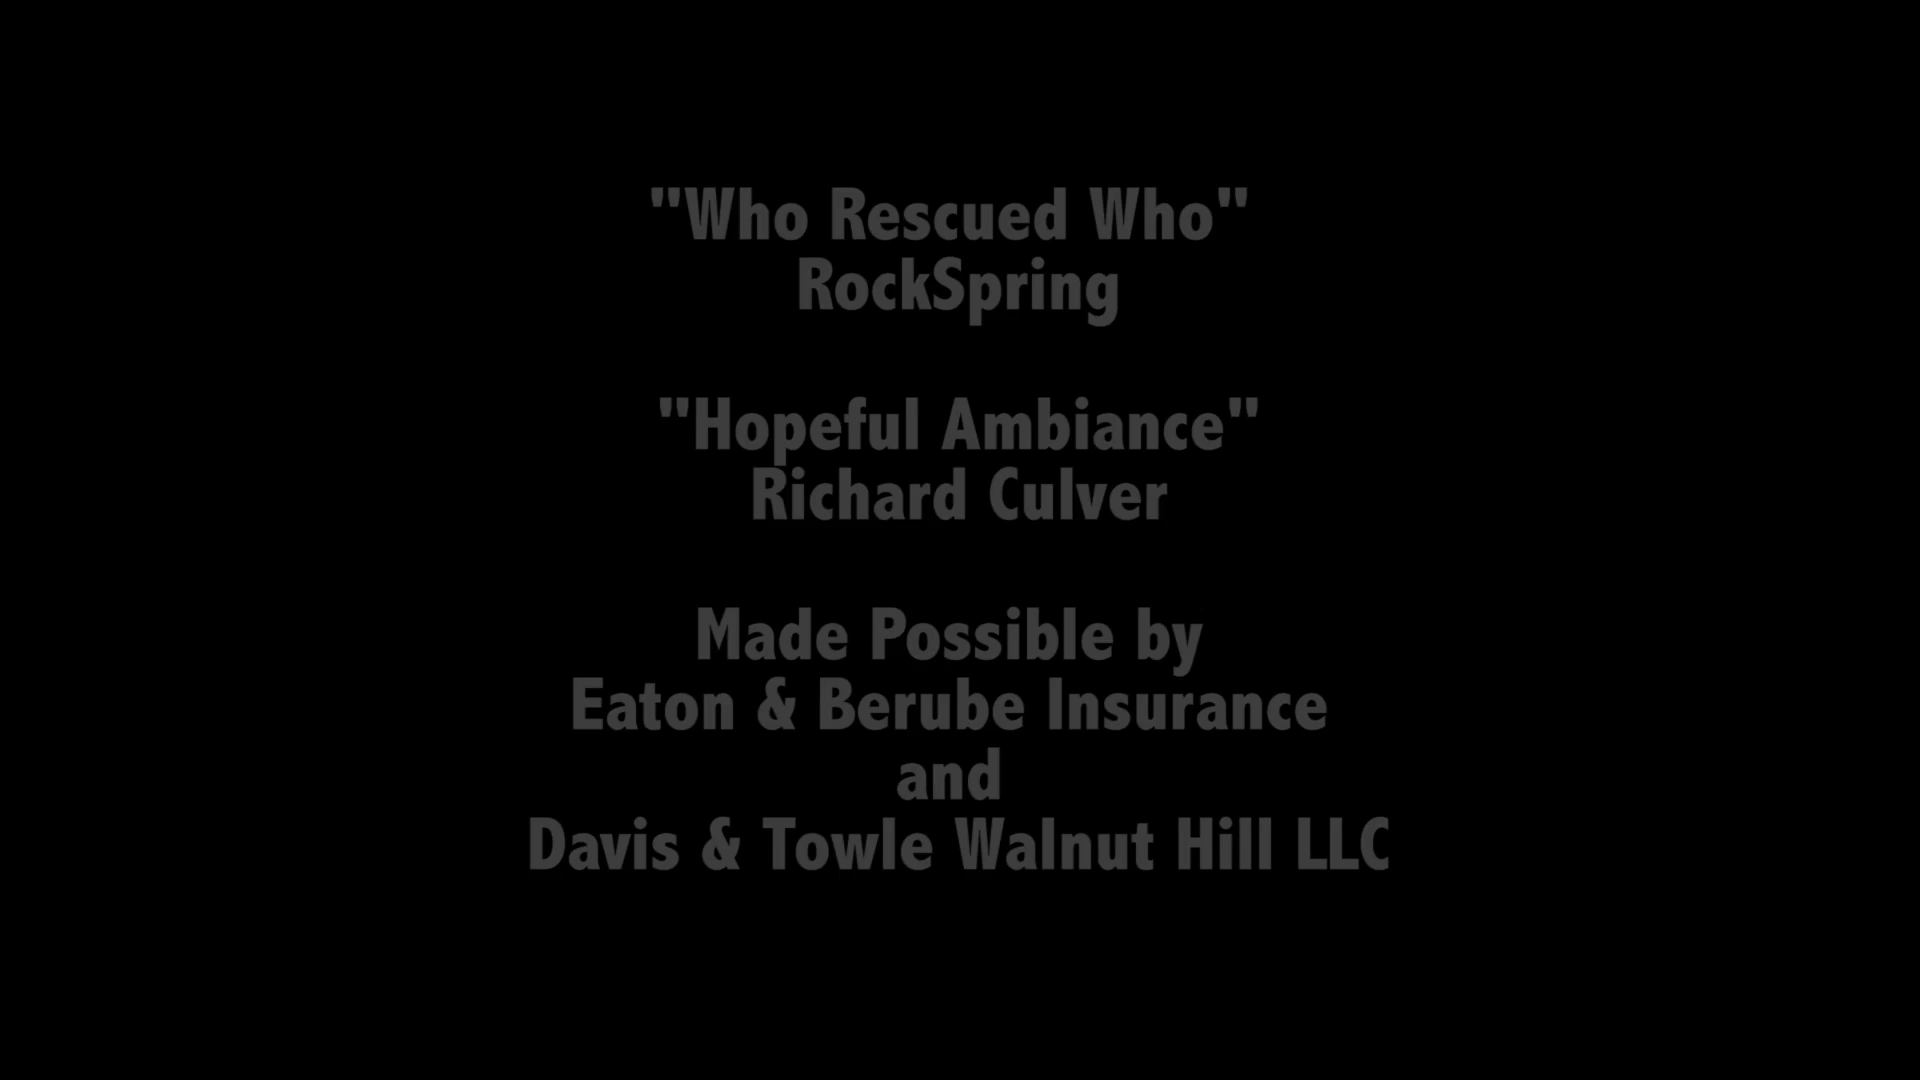 "Who Rescued Who"
RockSpring
"Hopeful Ambiance"
Richard Culver
Made Possible by
Eaton & Berube Insurance
and
Davis & Towle Walnut Hill LLC